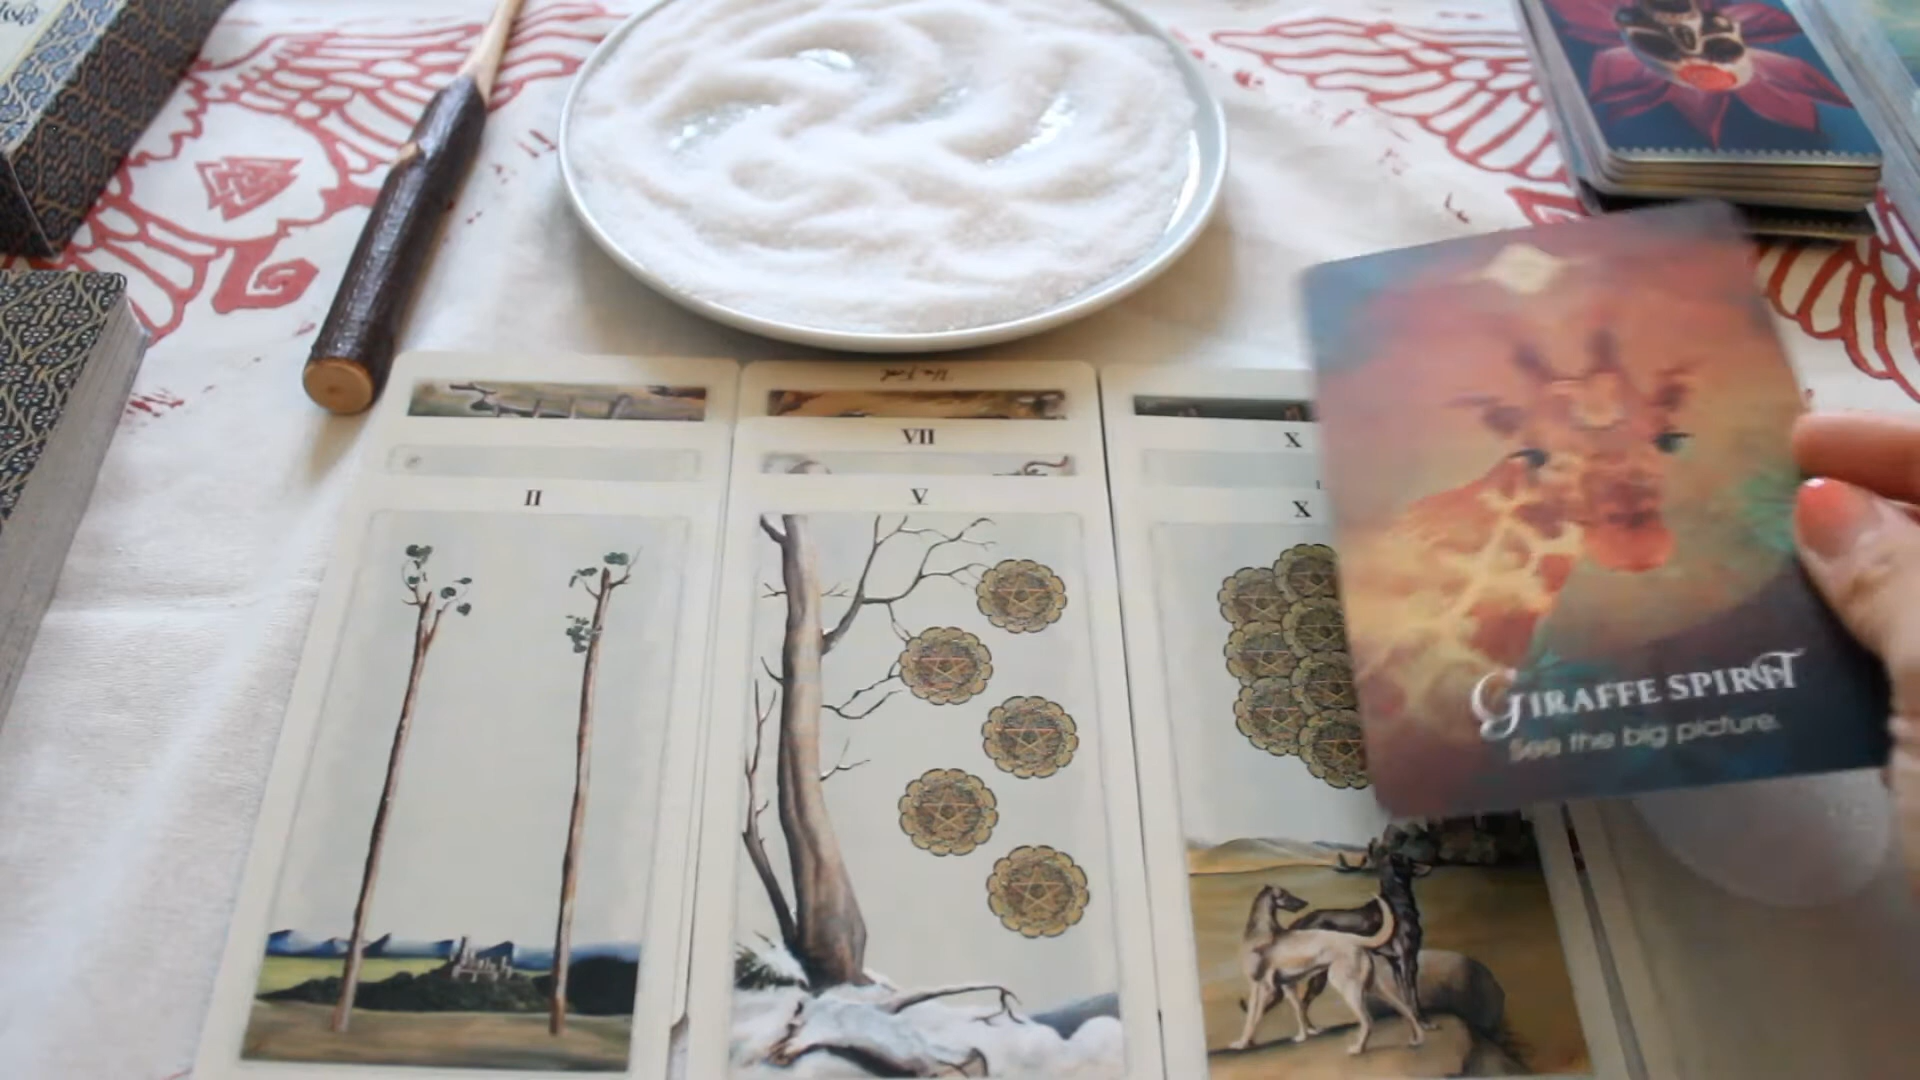 VII
X
II
V
X
GIRAFFE SPIRIT
See the big picture.